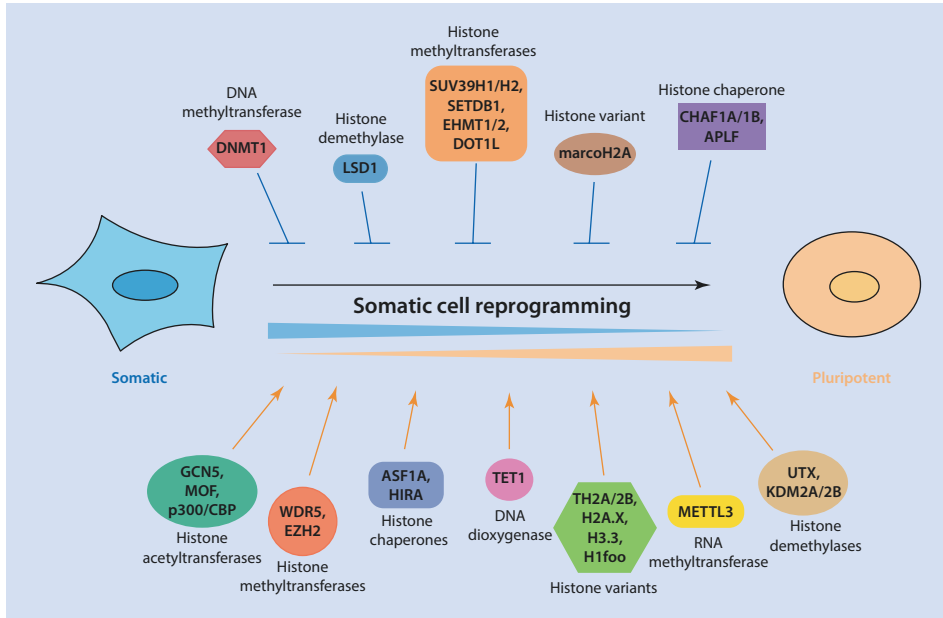 Histone
methyltransferases
SUV39H1/H2,
SETDB1,
EHMT1/2,
DOT1L
DNA
methyltransferase
DNMT1
Histone
demethylase
LSD1
Histone variant
marcoH2A
Histone chaperone
CHAF1A/1B,
APLF
Somatic cell reprogramming
Somatic
Pluripotent
GCN5,
MOF,
p300/CBP
Histone
acetyltransferases
WDR5,
EZH2
Histone
methyltransferases
ASF1A,
HIRA
Histone
chaperones
TET1
DNA
dioxygenase
TH2A/2B,
H2A.X,
H3.3,
H1foo
Histone variants
METTL3
RNA
methyltransferase
UTX,
KDM2A/2B
Histone
demethylases